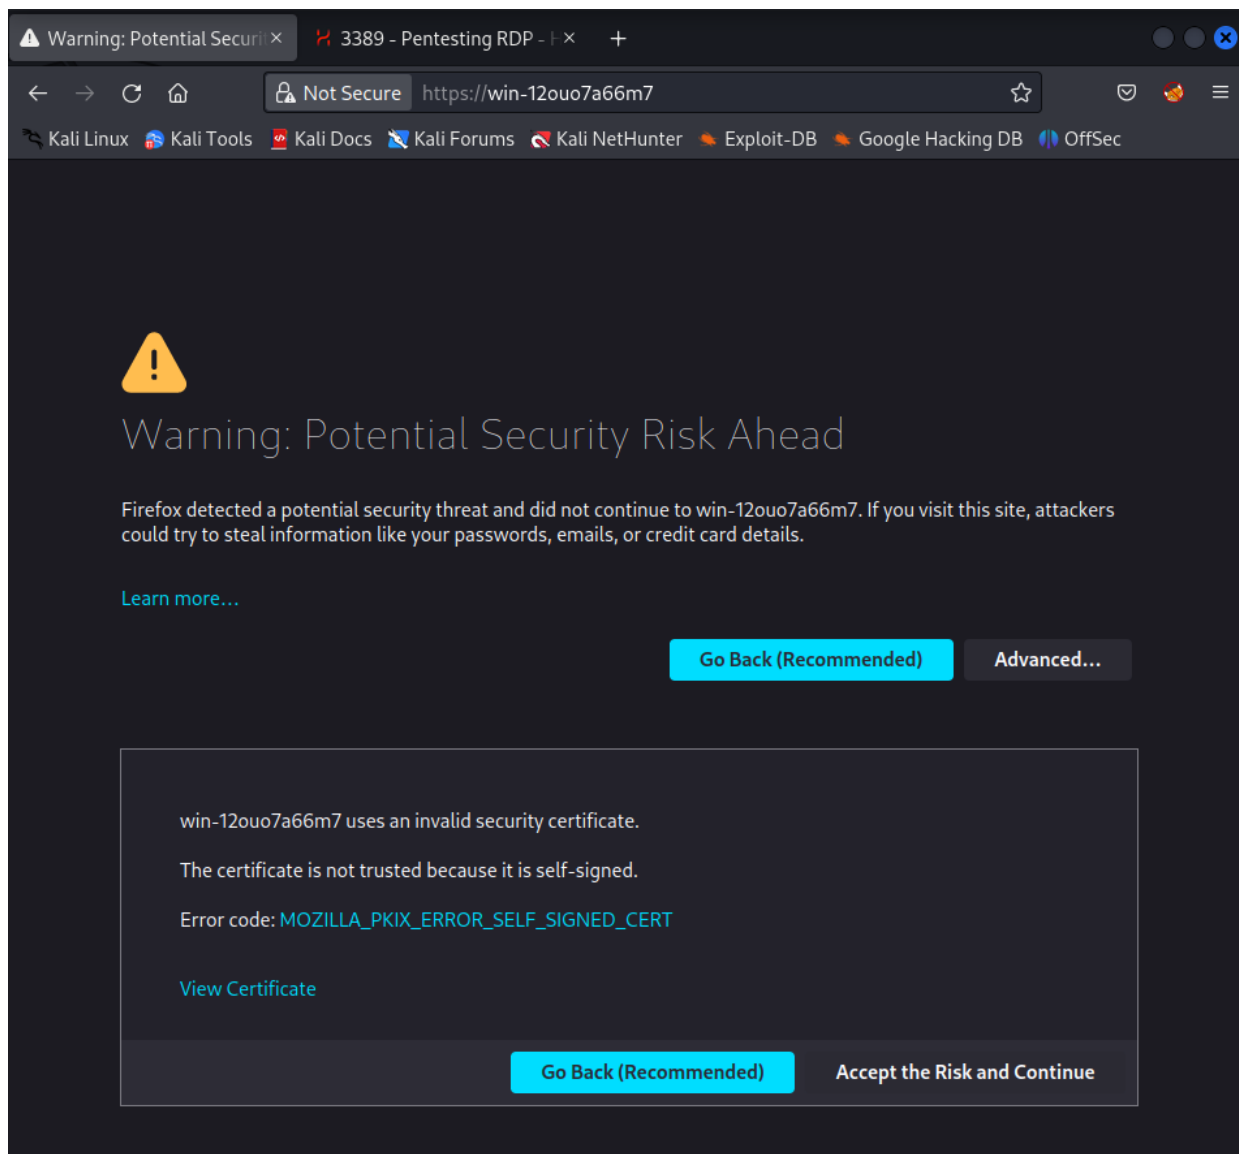 Warning: Potential Securi
3389 - Pentesting RDP - H
Not Secure https://win-12ouo7a66m7
Kali Linux Kali Tools Kali Docs Kali Forums Kali NetHunter Exploit-DB Google Hacking DB OffSec
Warning: Potential Security Risk Ahead
Firefox detected a potential security threat and did not continue to win-12ouo7a66m7. If you visit this site, attackers
could try to steal information like your passwords, emails, or credit card details.
Learn more…
Go Back (Recommended) Advanced…
win-12ouo7a66m7 uses an invalid security certificate.
The certificate is not trusted because it is self-signed.
Error code: MOZILLA_PKIX_ERROR_SELF_SIGNED_CERT
View Certificate
Go Back (Recommended) Accept the Risk and Continue